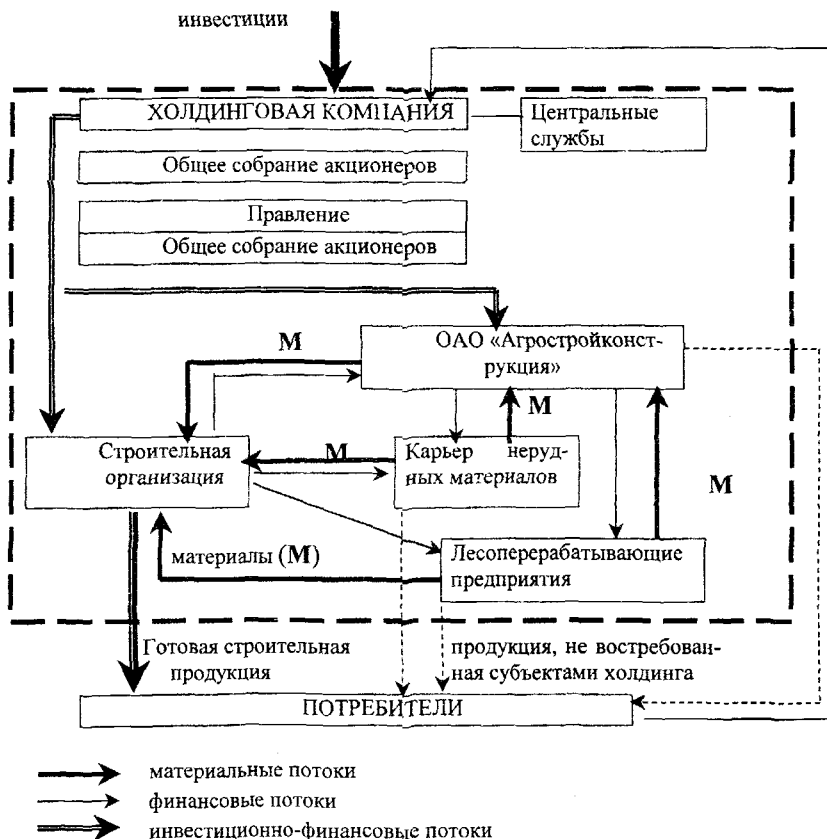 инвестиции
ХОЛДИНГОВАЯ КОМПАНИЯ
Центральные
службы
Общее собрание акционеров
Правление
Общее собрание акционеров
ОАО «Агростройконст-
рукция»
М
М
Строительная
организация
М
Карьер неруд-
ных материалов
М
материалы (М)
Лесоперерабатывающие
предприятия
Готовая строительная
продукция
продукция, не востребован-
ная субъектами холдинга
ПОТРЕБИТЕЛИ
материальные потоки
финансовые потоки
инвестиционно-финансовые потоки